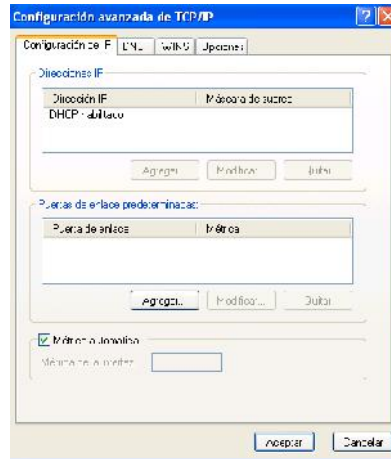 Configuración avanzada de TCP/IP
Configuración de IP DNS WINS Opciones
Direcciones IP
Dirección IP Máscara de subred
DHCP habilitado
Agregar... Modificar... Quitar
Puertas de enlace predeterminadas:
Puerta de enlace Métrica
Agregar... Modificar... Quitar
Métrica automática
Métrica de la interfaz:
Aceptar Cancelar